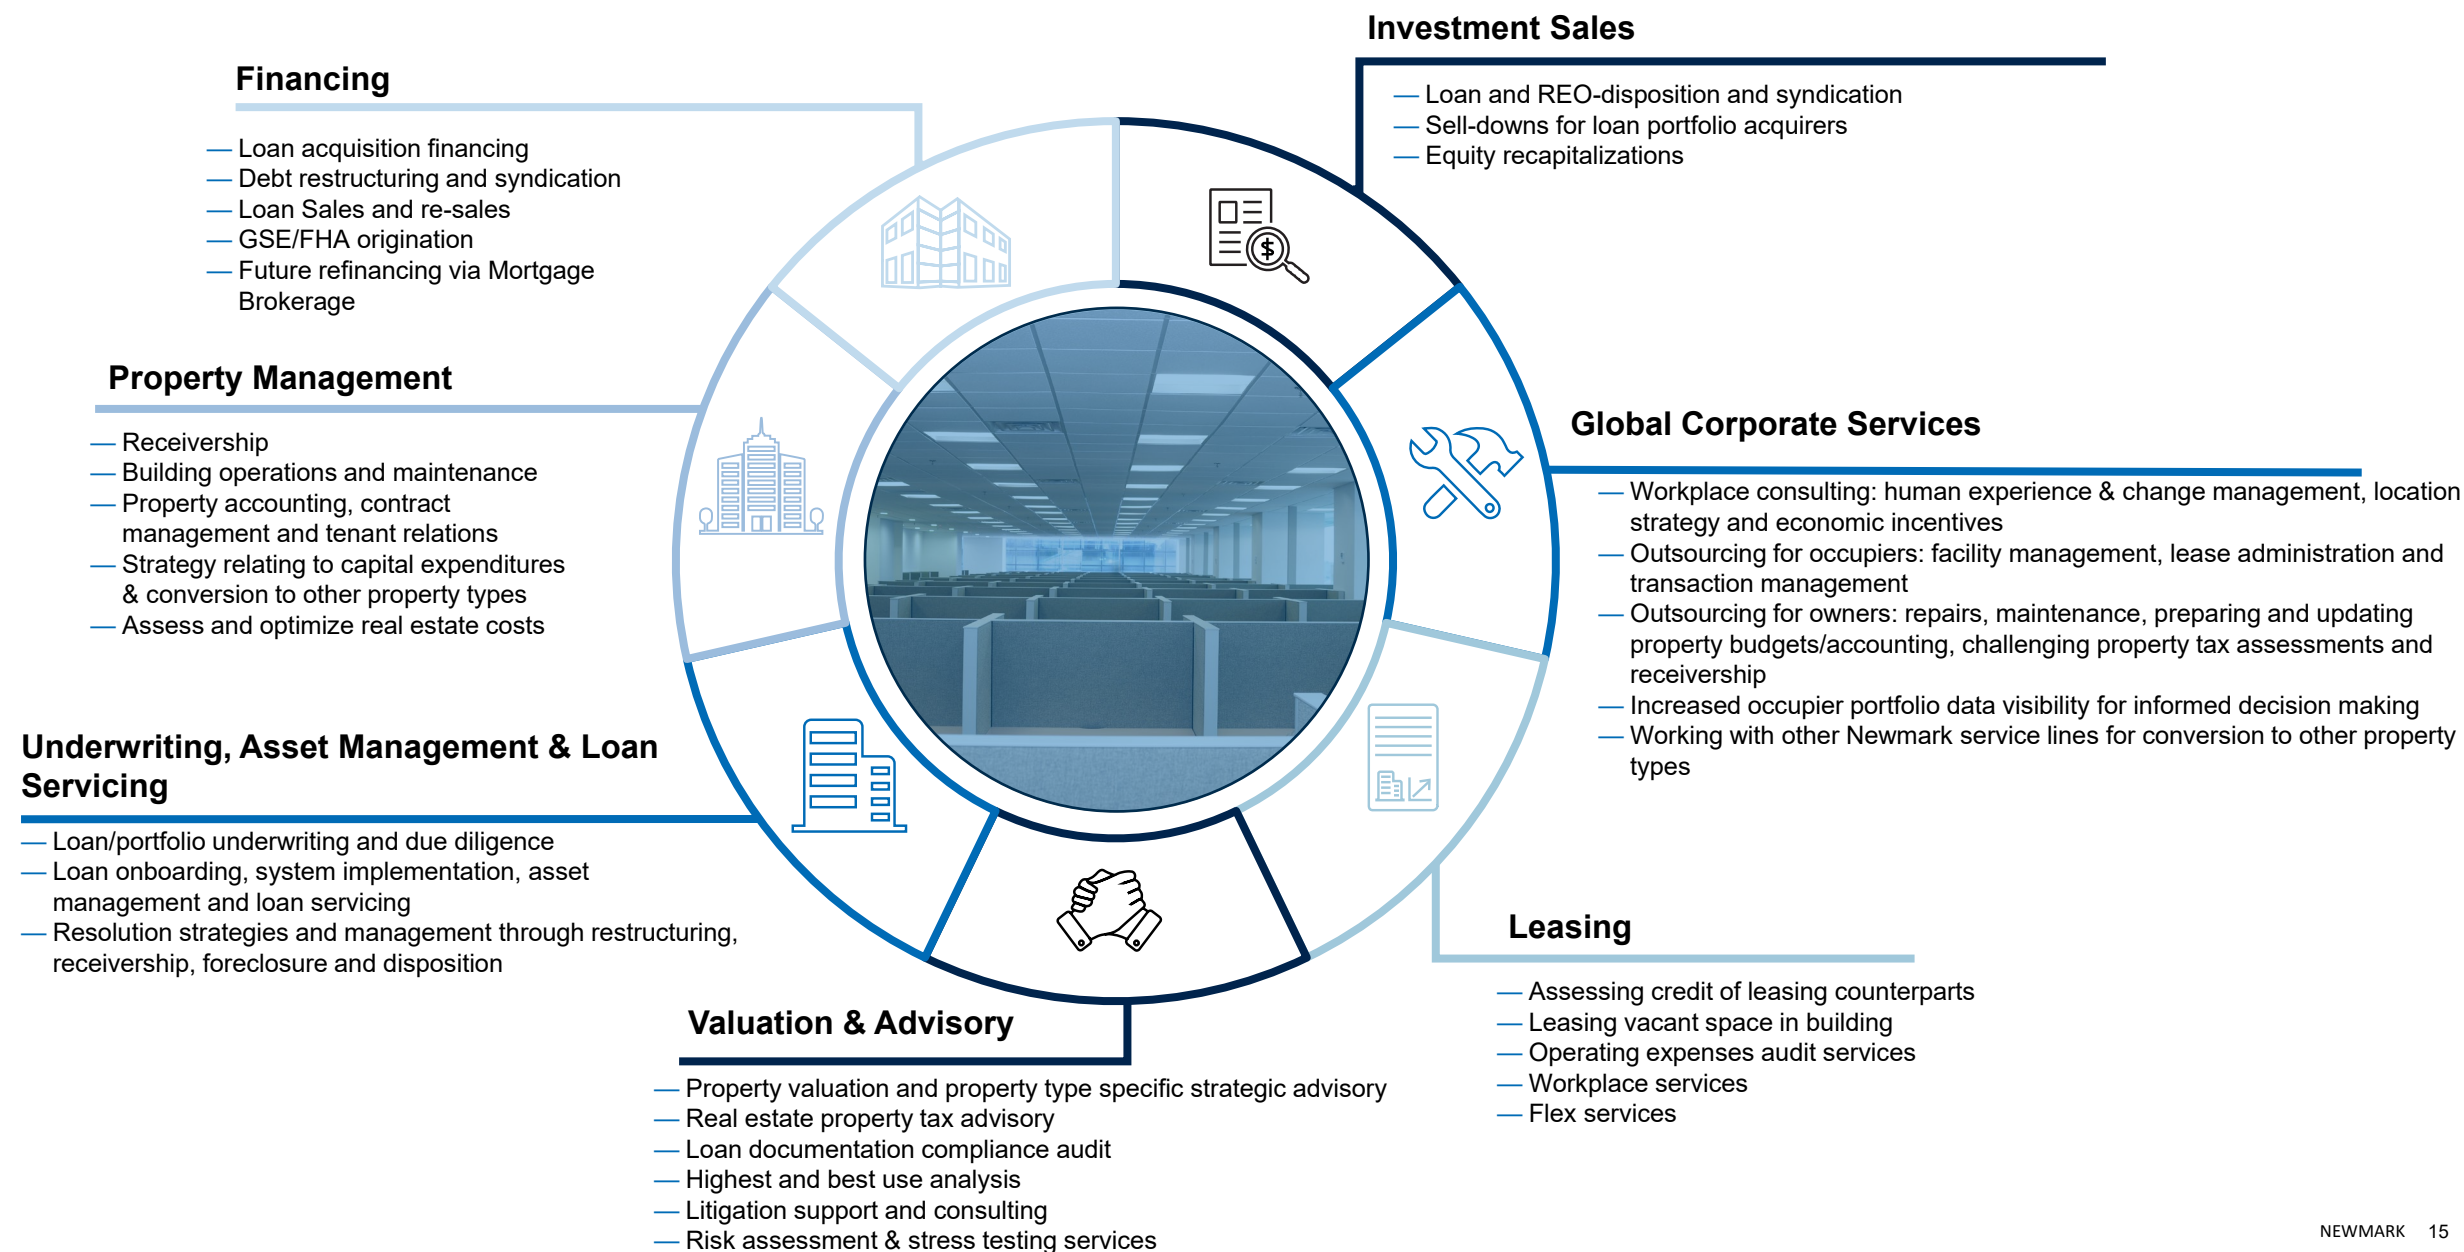 Investment Sales
— Loan and REO-disposition and syndication
— Sell-downs for loan portfolio acquirers
— Equity recapitalizations
Financing
— Loan acquisition financing
— Debt restructuring and syndication
— Loan Sales and re-sales
— GSE/FHA origination
— Future refinancing via Mortgage
Brokerage
Property Management
— Receivership
— Building operations and maintenance
— Property accounting, contract
management and tenant relations
— Strategy relating to capital expenditures
& conversion to other property types
— Assess and optimize real estate costs
Global Corporate Services
— Workplace consulting: human experience & change management, location
strategy and economic incentives
— Outsourcing for occupiers: facility management, lease administration and
transaction management
— Outsourcing for owners: repairs, maintenance, preparing and updating
property budgets/accounting, challenging property tax assessments and
receivership
— Increased occupier portfolio data visibility for informed decision making
— Working with other Newmark service lines for conversion to other property
types
Underwriting, Asset Management & Loan
Servicing
— Loan/portfolio underwriting and due diligence
— Loan onboarding, system implementation, asset
management and loan servicing
— Resolution strategies and management through restructuring,
receivership, foreclosure and disposition
Leasing
— Assessing credit of leasing counterparts
— Leasing vacant space in building
— Operating expenses audit services
— Workplace services
— Flex services
Valuation & Advisory
— Property valuation and property type specific strategic advisory
— Real estate property tax advisory
— Loan documentation compliance audit
— Highest and best use analysis
— Litigation support and consulting
— Risk assessment & stress testing services
$
NEWMARK 15